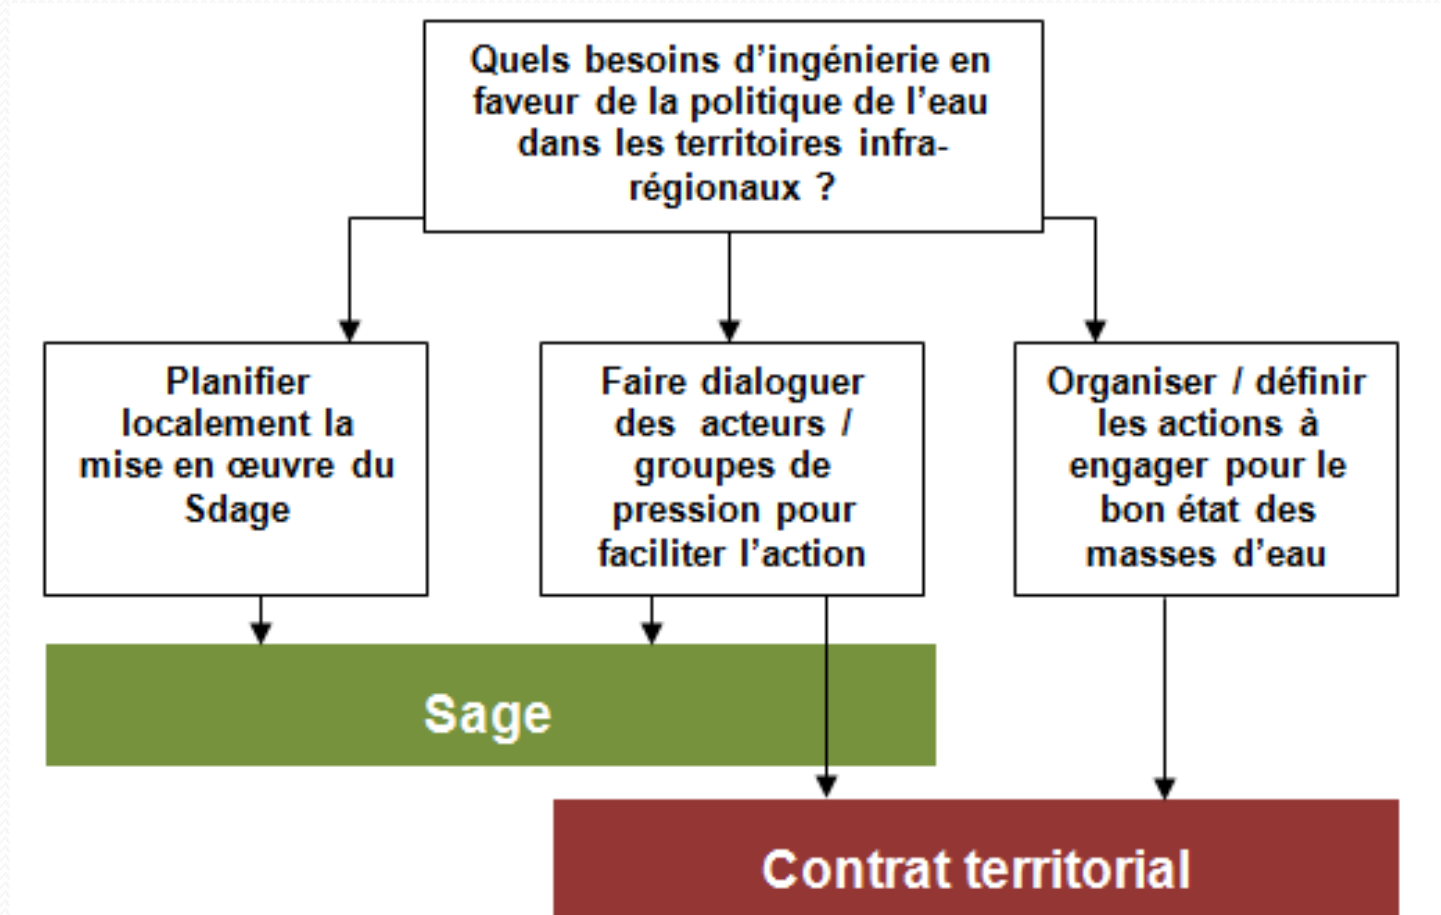 Quels besoins d’ingénierie en
faveur de la politique de l’eau
dans les territoires infra-
régionaux ?
Planifier
localement la
mise en œuvre du
Sdage
Faire dialoguer
des acteurs /
groupes de
pression pour
faciliter l’action
Organiser / définir
les actions à
engager pour le
bon état des
masses d’eau
Sage
Contrat territorial